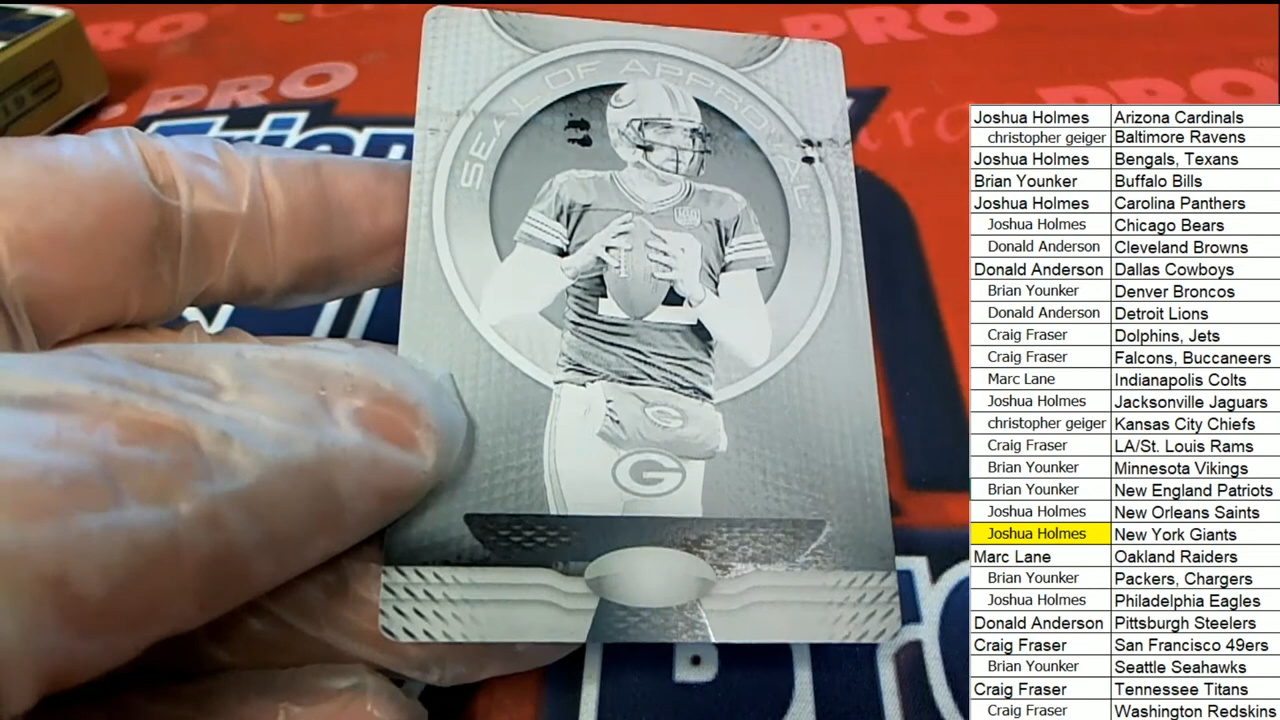 PRO
PRO
PRO
SEAL OF APPROVAL
G
G
Joshua Holmes Arizona Cardinals
christopher geiger Baltimore Ravens
Joshua Holmes Bengals, Texans
Brian Younker Buffalo Bills
Joshua Holmes Carolina Panthers
Joshua Holmes Chicago Bears
Donald Anderson Cleveland Browns
Donald Anderson Dallas Cowboys
Brian Younker Denver Broncos
Donald Anderson Detroit Lions
Craig Fraser Dolphins, Jets
Craig Fraser Falcons, Buccaneers
Marc Lane Indianapolis Colts
Joshua Holmes Jacksonville Jaguars
christopher geiger Kansas City Chiefs
Craig Fraser LA/St. Louis Rams
Brian Younker Minnesota Vikings
Brian Younker New England Patriots
Joshua Holmes New Orleans Saints
Joshua Holmes New York Giants
Marc Lane Oakland Raiders
Brian Younker Packers, Chargers
Joshua Holmes Philadelphia Eagles
Donald Anderson Pittsburgh Steelers
Craig Fraser San Francisco 49ers
Brian Younker Seattle Seahawks
Craig Fraser Tennessee Titans
Craig Fraser Washington Redskins